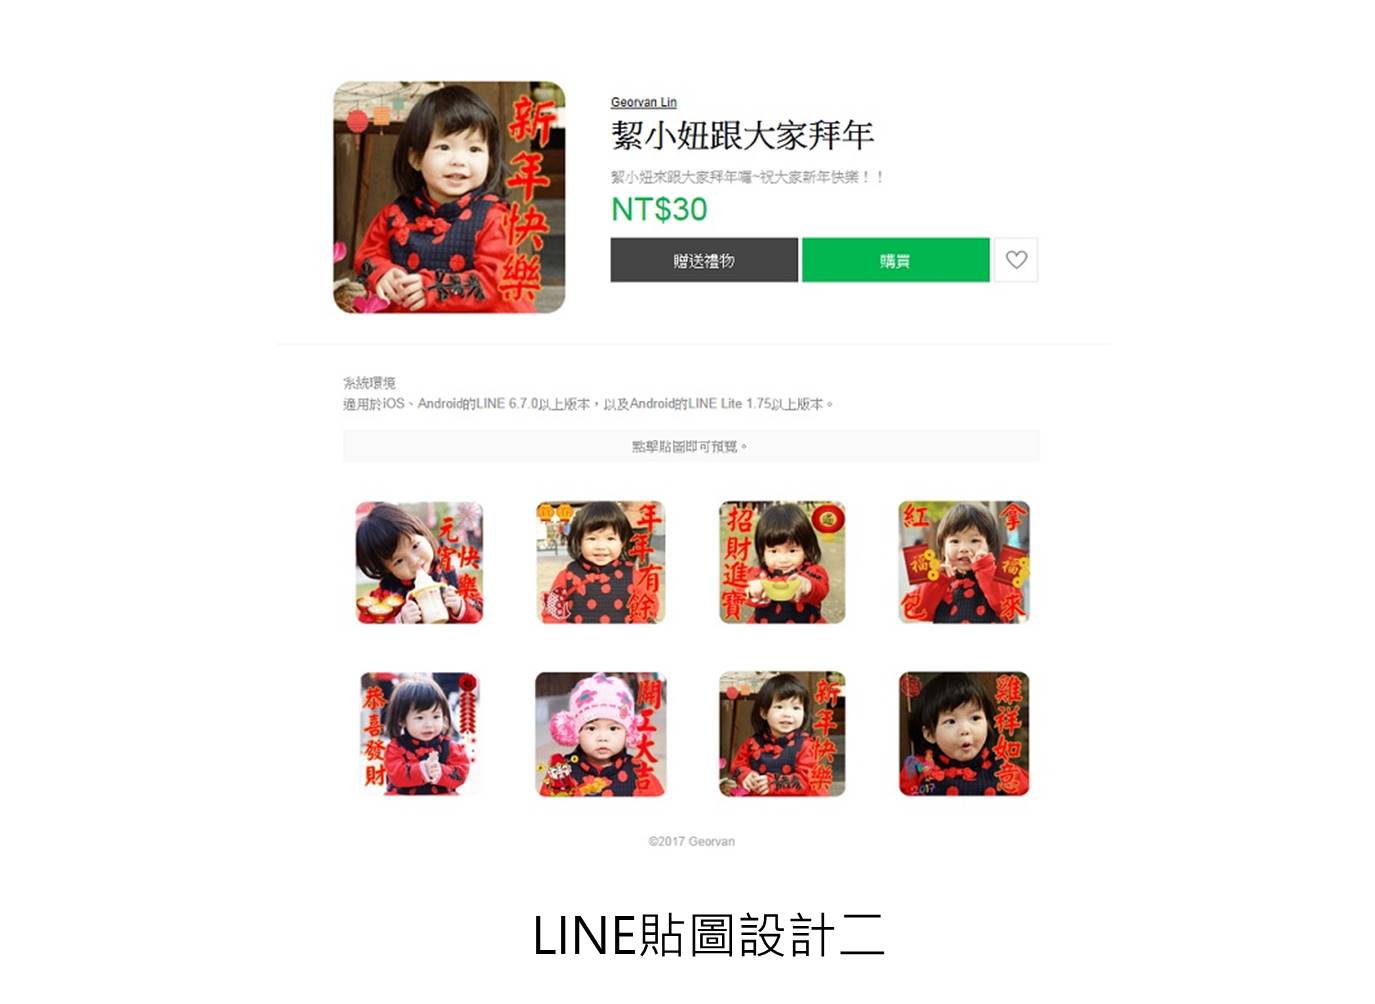 新年快樂
Georvan Lin
絜小妞跟大家拜年
絜小妞來跟大家拜年囉~祝大家新年快樂！！
NT$30
贈送禮物
購買
系統環境
適用於iOS、Android的LINE 6.7.0以上版本，以及Android的LINE Lite 1.75以上版本。
點擊貼圖即可預覽。
元宵快樂
年年有餘
招財進寶
紅包拿來
福
福
恭喜發財
開工大吉
新年快樂
雞祥如意
2017
©2017 Georvan
LINE貼圖設計二